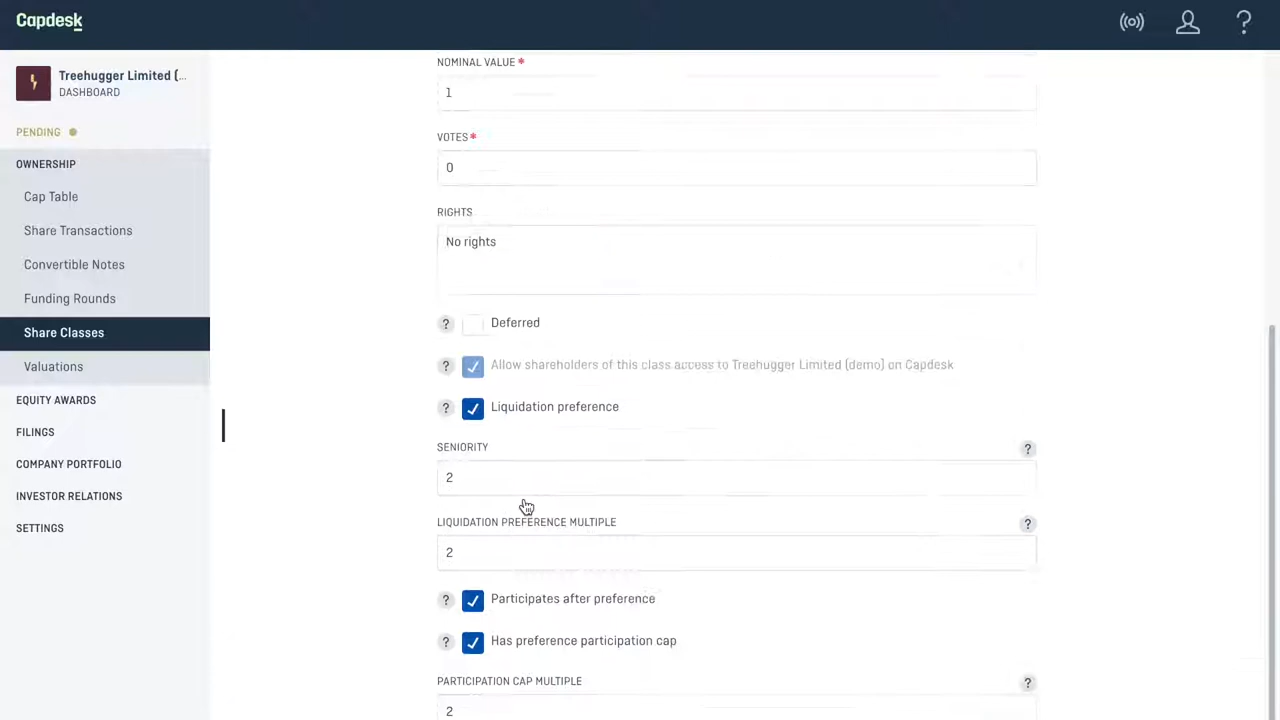 Capdesk
?
Treehugger Limited (...
DASHBOARD
PENDING
OWNERSHIP
Cap Table
Share Transactions
Convertible Notes
Funding Rounds
Share Classes
Valuations
EQUITY AWARDS
FILINGS
COMPANY PORTFOLIO
INVESTOR RELATIONS
SETTINGS
NOMINAL VALUE *
1
VOTES *
0
RIGHTS
No rights
? Deferred
? Allow shareholders of this class access to Treehugger Limited (demo) on Capdesk
? Liquidation preference
SENIORITY ?
2
LIQUIDATION PREFERENCE MULTIPLE ?
2
? Participates after preference
? Has preference participation cap
PARTICIPATION CAP MULTIPLE ?
2